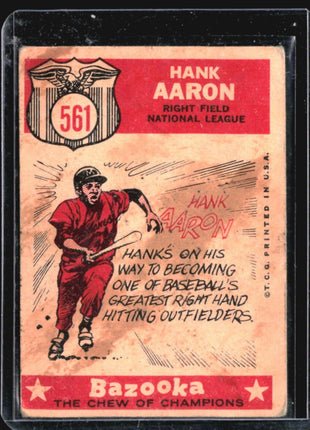 561
HANK
AARON
RIGHT FIELD
NATIONAL LEAGUE
HANK
AARON
HANK'S ON HIS
WAY TO BECOMING
ONE OF BASEBALL'S
GREATEST RIGHT HAND
HITTING OUTFIELDERS.
© T.C.G. PRINTED IN U.S.A.
Bazooka
THE CHEW OF CHAMPIONS